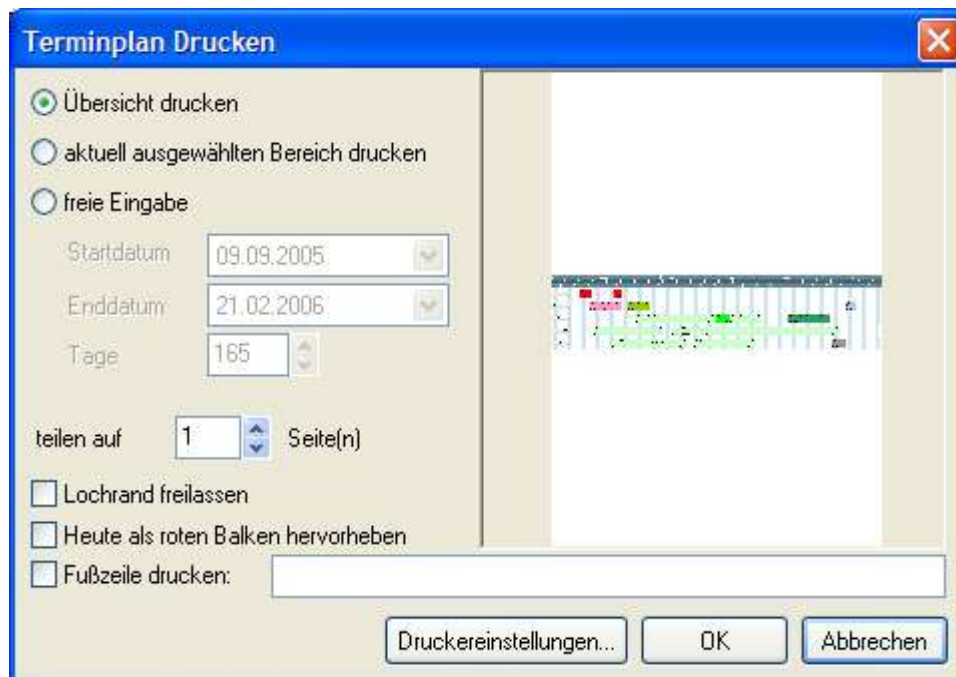 Terminplan Drucken
Übersicht drucken
aktuell ausgewählten Bereich drucken
freie Eingabe
Startdatum 09.09.2005
Enddatum 21.02.2006
Tage 165
teilen auf 1 Seite(n)
Lochrand freilassen
Heute als roten Balken hervorheben
Fußzeile drucken:
Druckereinstellungen... OK Abbrechen